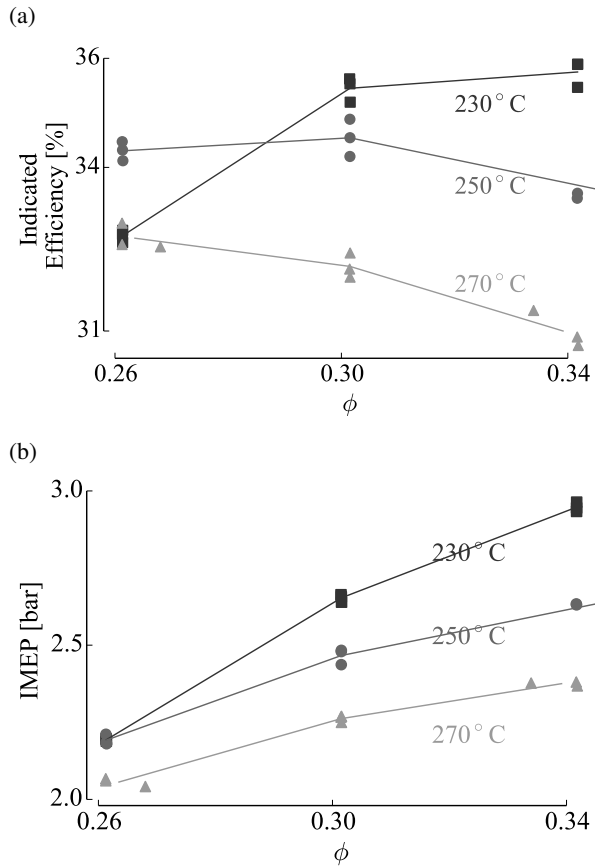 (a)
36
34
31
Indicated
Efficiency [%]
230°C
250°C
270°C
0.26
0.30
0.34
ϕ
(b)
3.0
2.5
2.0
IMEP [bar]
230°C
250°C
270°C
0.26
0.30
0.34
ϕ